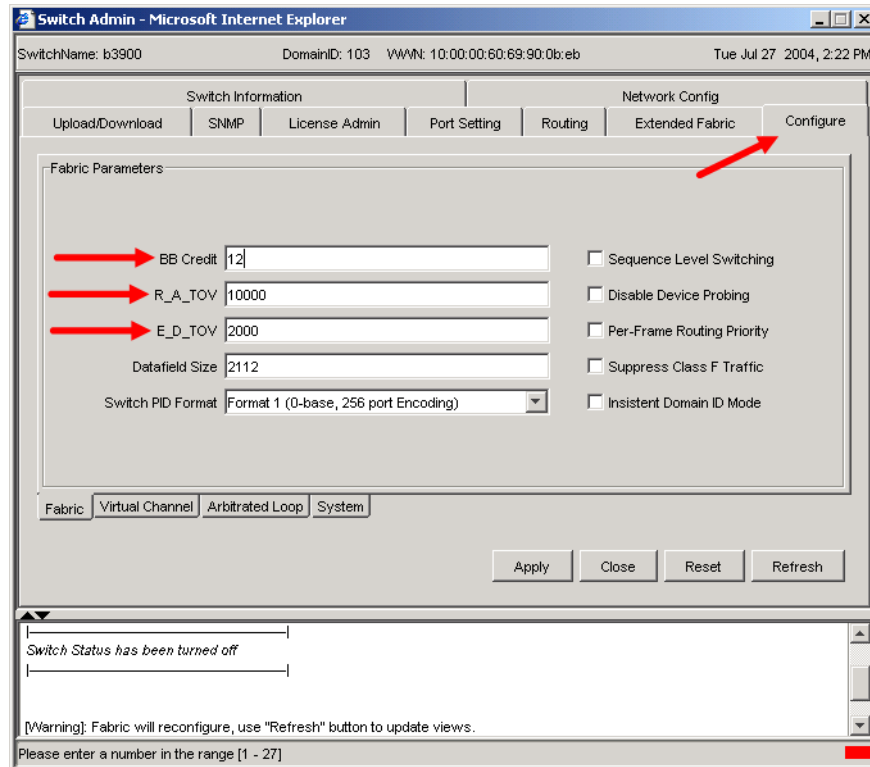 Switch Admin - Microsoft Internet Explorer
SwitchName: b3900 DomainID: 103 WWN: 10:00:00:60:69:90:0b:eb Tue Jul 27 2004, 2:22 PM
Switch Information Network Config
Upload/Download SNMP License Admin Port Setting Routing Extended Fabric Configure
Fabric Parameters
BB Credit 12 Sequence Level Switching
R_A_TOV 10000 Disable Device Probing
E_D_TOV 2000 Per-Frame Routing Priority
Datafield Size 2112 Suppress Class F Traffic
Switch PID Format Format 1 (0-base, 256 port Encoding) Insistent Domain ID Mode
Fabric Virtual Channel Arbitrated Loop System
Apply Close Reset Refresh
|--------------------------------------|
Switch Status has been turned off
|--------------------------------------|
[Warning]: Fabric will reconfigure, use "Refresh" button to update views.
Please enter a number in the range [1 - 27]